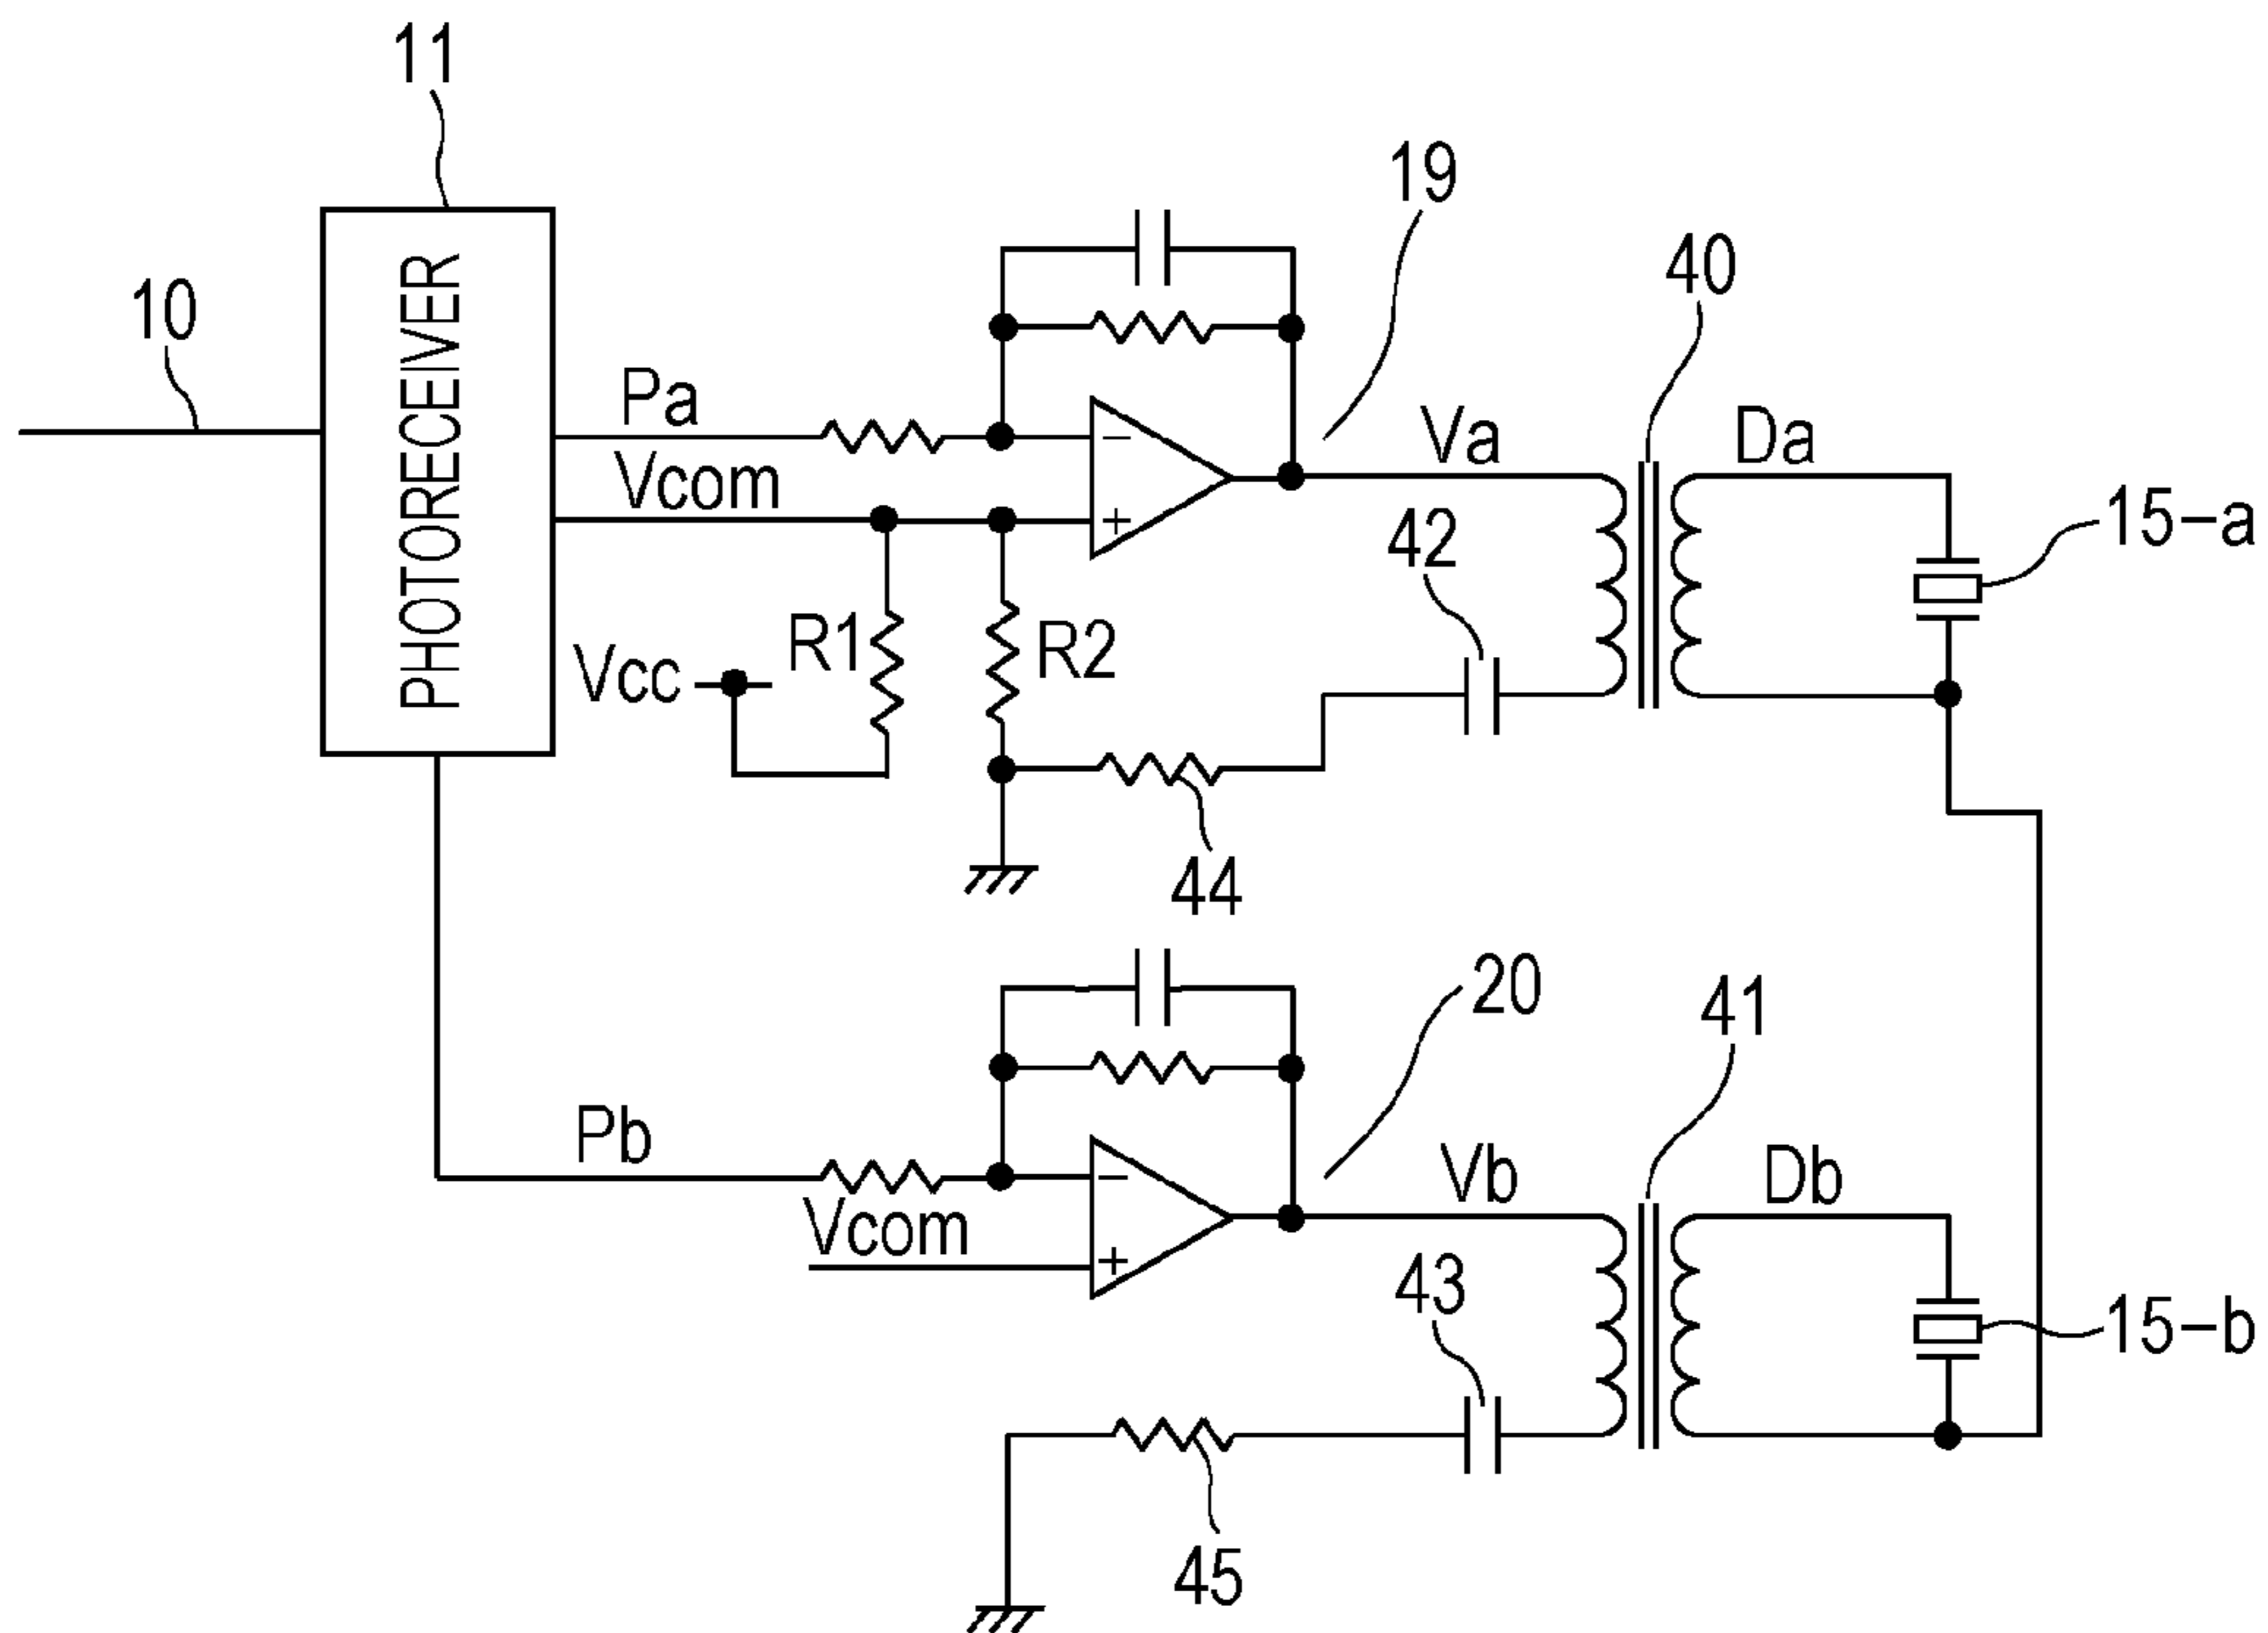 11
19
40
10
PHOTORECEIVER
Pa
Va
Da
Vcom
−
+
42
15-a
Vcc
R1
R2
44
20
41
Pb
Vb
Db
Vcom
−
+
43
15-b
45